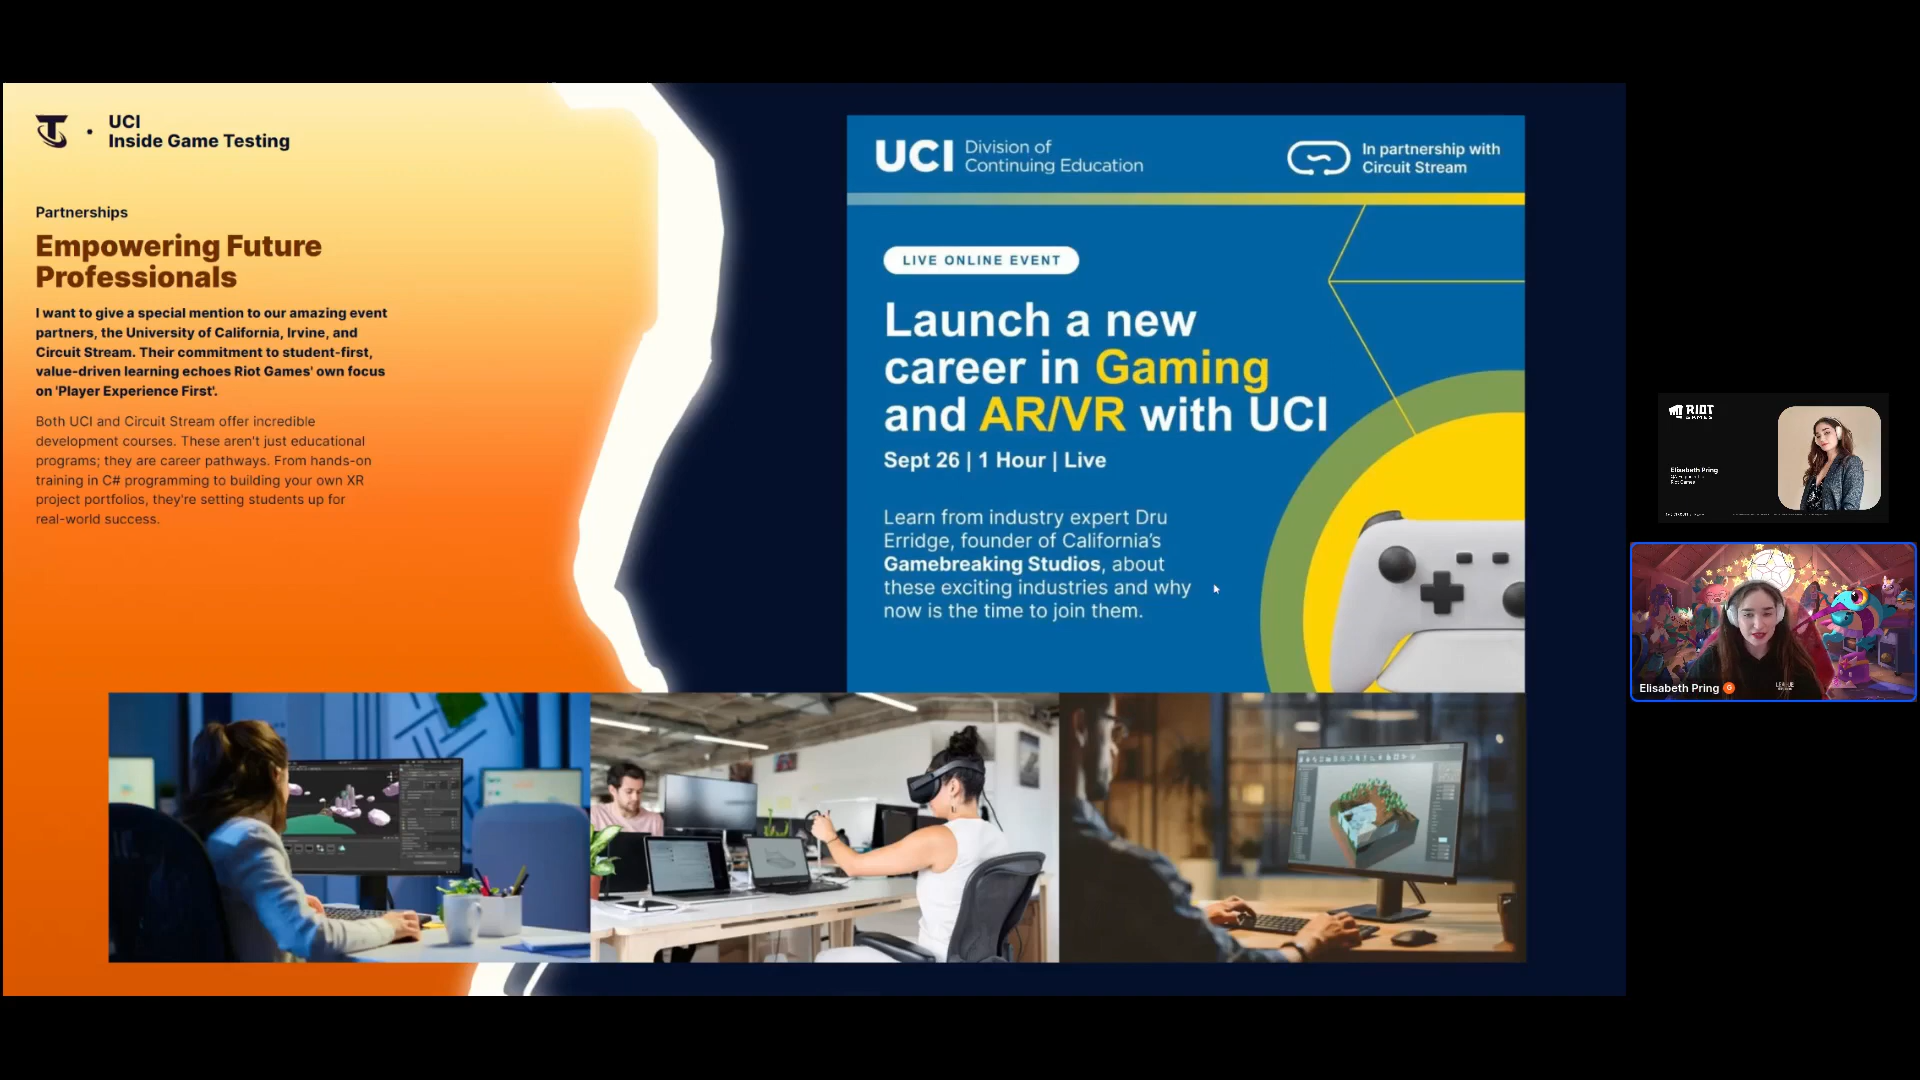 UCI
Inside Game Testing
Partnerships
Empowering Future
Professionals
I want to give a special mention to our amazing event
partners, the University of California, Irvine, and
Circuit Stream. Their commitment to student-first,
value-driven learning echoes Riot Games' own focus
on 'Player Experience First'.
Both UCI and Circuit Stream offer incredible
development courses. These aren't just educational
programs; they are career pathways. From hands-on
training in C# programming to building your own XR
project portfolios, they're setting students up for
real-world success.
UCI Division of
Continuing Education
In partnership with
Circuit Stream
LIVE ONLINE EVENT
Launch a new
career in Gaming
and AR/VR with UCI
Sept 26 | 1 Hour | Live
Learn from industry expert Dru
Erridge, founder of California’s
Gamebreaking Studios, about
these exciting industries and why
now is the time to join them.
RIOT
GAMES
Elisabeth Pring
Riot Games
Elisabeth Pring